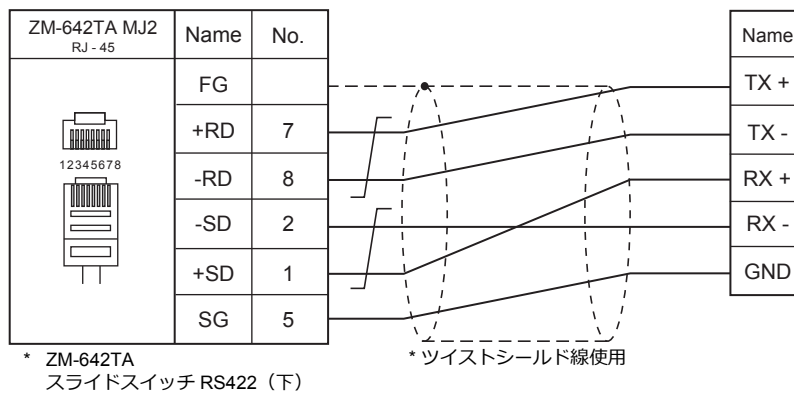 ZM-642TA MJ2 Name No. Name
RJ - 45
FG TX +
+RD 7 TX -
12345678
-RD 8 RX +
-SD 2 RX -
+SD 1 GND
SG 5
* ZM-642TA * ツイストシールド線使用
スライドスイッチ RS422（下）